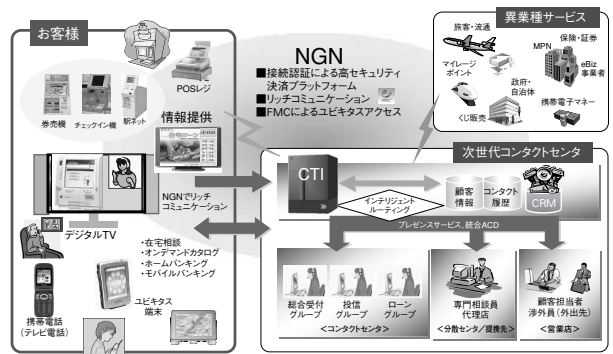 お客様
POSレジ
券売機
チェックイン機
駅ネット
情報提供
NGNでリッチ
コミュニケーション
デジタルTV
・在宅相談
・オンデマンドカタログ
・ホームバンキング
・モバイルバンキング
携帯電話
(テレビ電話)
ユビキタス
端末
NGN
■接続認証による高セキュリティ
決済プラットフォーム
■リッチコミュニケーション
■FMCによるユビキタスアクセス
異業種サービス
旅客・流通
保険・証券
MPN
マイレージ
ポイント
eBiz
事業者
政府・
自治体
くじ販売
携帯電子マネー
次世代コンタクトセンタ
CTI
インテリジェント
ルーティング
顧客
情報
コンタクト
履歴
CRM
プレゼンスサービス, 統合ACD
総合受付
グループ
投信
グループ
ローン
グループ
<コンタクトセンタ>
専門相談員
代理店
<分散センタ/提携先>
顧客担当者
渉外員(外出先)
<営業店>